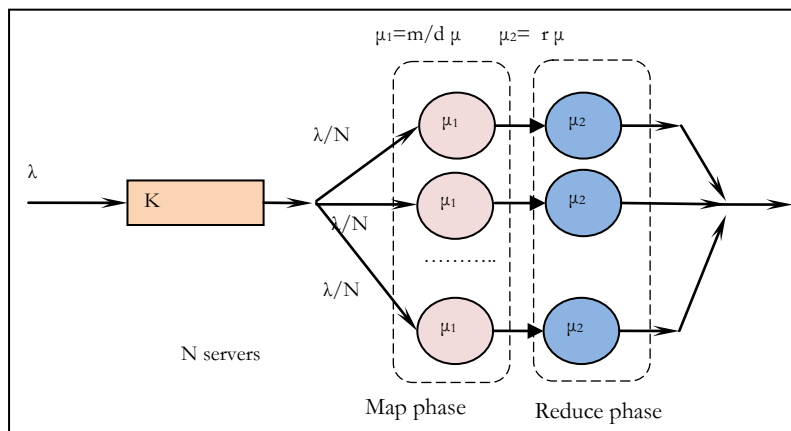 μ₁=m/d μ μ₂= r μ
μ₁ μ₂
λ/N
λ
K
μ₁ μ₂
λ/N
...........
λ/N
μ₁ μ₂
N servers
Map phase Reduce phase